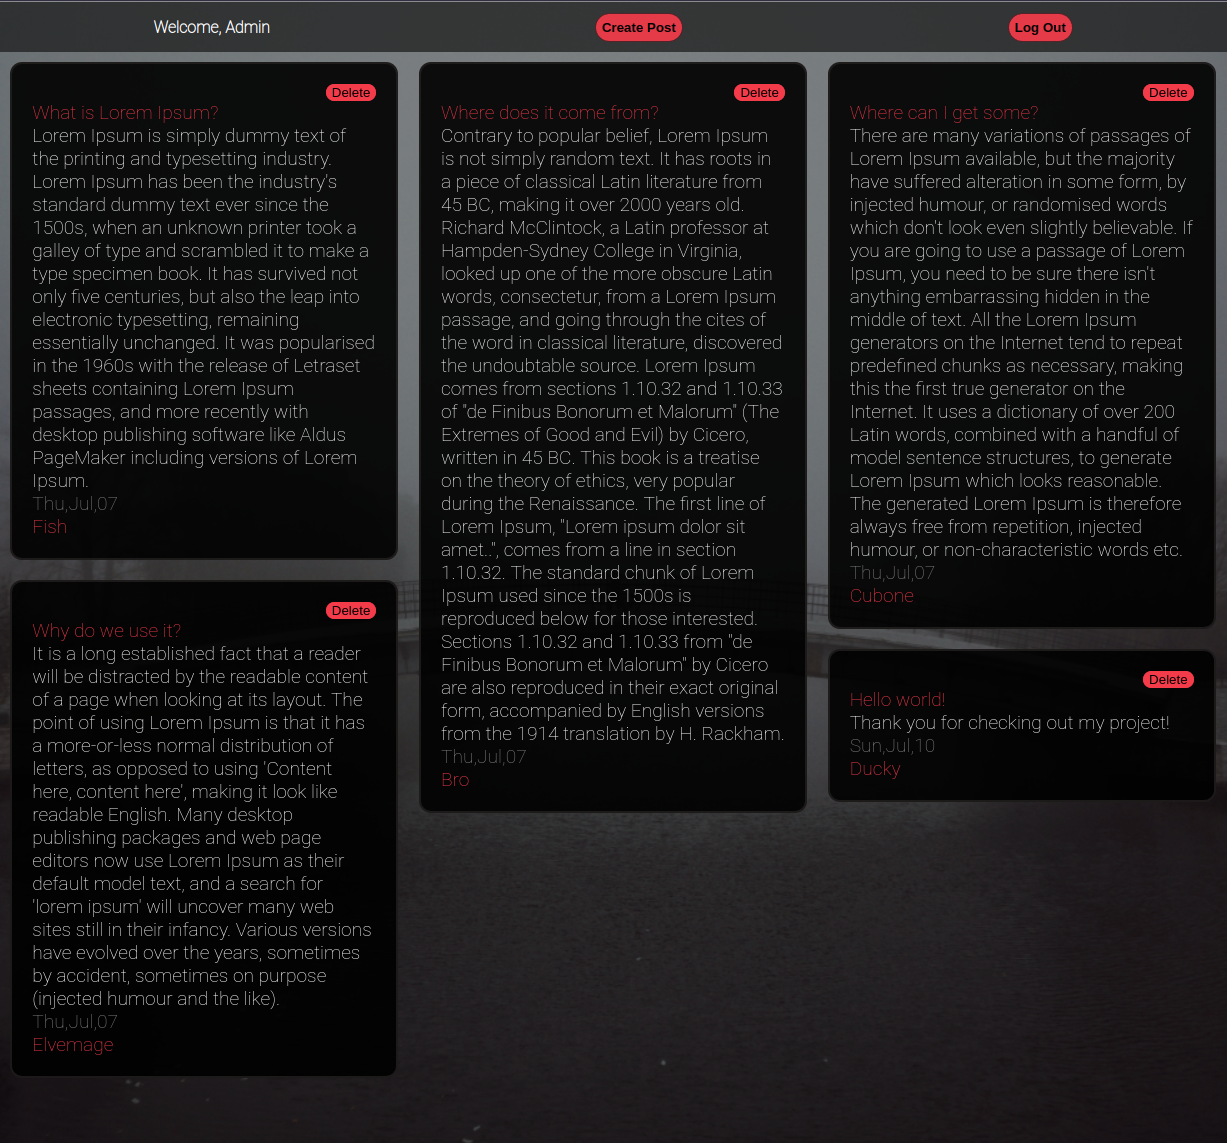 Welcome, Admin
Create Post
Log Out
Delete
What is Lorem Ipsum?
Lorem Ipsum is simply dummy text of
the printing and typesetting industry.
Lorem Ipsum has been the industry's
standard dummy text ever since the
1500s, when an unknown printer took a
galley of type and scrambled it to make a
type specimen book. It has survived not
only five centuries, but also the leap into
electronic typesetting, remaining
essentially unchanged. It was popularised
in the 1960s with the release of Letraset
sheets containing Lorem Ipsum
passages, and more recently with
desktop publishing software like Aldus
PageMaker including versions of Lorem
Ipsum.
Thu,Jul,07
Fish
Delete
Why do we use it?
It is a long established fact that a reader
will be distracted by the readable content
of a page when looking at its layout. The
point of using Lorem Ipsum is that it has
a more-or-less normal distribution of
letters, as opposed to using 'Content
here, content here', making it look like
readable English. Many desktop
publishing packages and web page
editors now use Lorem Ipsum as their
default model text, and a search for
'lorem ipsum' will uncover many web
sites still in their infancy. Various versions
have evolved over the years, sometimes
by accident, sometimes on purpose
(injected humour and the like).
Thu,Jul,07
Elvemage
Delete
Where does it come from?
Contrary to popular belief, Lorem Ipsum
is not simply random text. It has roots in
a piece of classical Latin literature from
45 BC, making it over 2000 years old.
Richard McClintock, a Latin professor at
Hampden-Sydney College in Virginia,
looked up one of the more obscure Latin
words, consectetur, from a Lorem Ipsum
passage, and going through the cites of
the word in classical literature, discovered
the undoubtable source. Lorem Ipsum
comes from sections 1.10.32 and 1.10.33
of "de Finibus Bonorum et Malorum" (The
Extremes of Good and Evil) by Cicero,
written in 45 BC. This book is a treatise
on the theory of ethics, very popular
during the Renaissance. The first line of
Lorem Ipsum, "Lorem ipsum dolor sit
amet..", comes from a line in section
1.10.32. The standard chunk of Lorem
Ipsum used since the 1500s is
reproduced below for those interested.
Sections 1.10.32 and 1.10.33 from "de
Finibus Bonorum et Malorum" by Cicero
are also reproduced in their exact original
form, accompanied by English versions
from the 1914 translation by H. Rackham.
Thu,Jul,07
Bro
Delete
Where can I get some?
There are many variations of passages of
Lorem Ipsum available, but the majority
have suffered alteration in some form, by
injected humour, or randomised words
which don't look even slightly believable. If
you are going to use a passage of Lorem
Ipsum, you need to be sure there isn't
anything embarrassing hidden in the
middle of text. All the Lorem Ipsum
generators on the Internet tend to repeat
predefined chunks as necessary, making
this the first true generator on the
Internet. It uses a dictionary of over 200
Latin words, combined with a handful of
model sentence structures, to generate
Lorem Ipsum which looks reasonable.
The generated Lorem Ipsum is therefore
always free from repetition, injected
humour, or non-characteristic words etc.
Thu,Jul,07
Cubone
Delete
Hello world!
Thank you for checking out my project!
Sun,Jul,10
Ducky